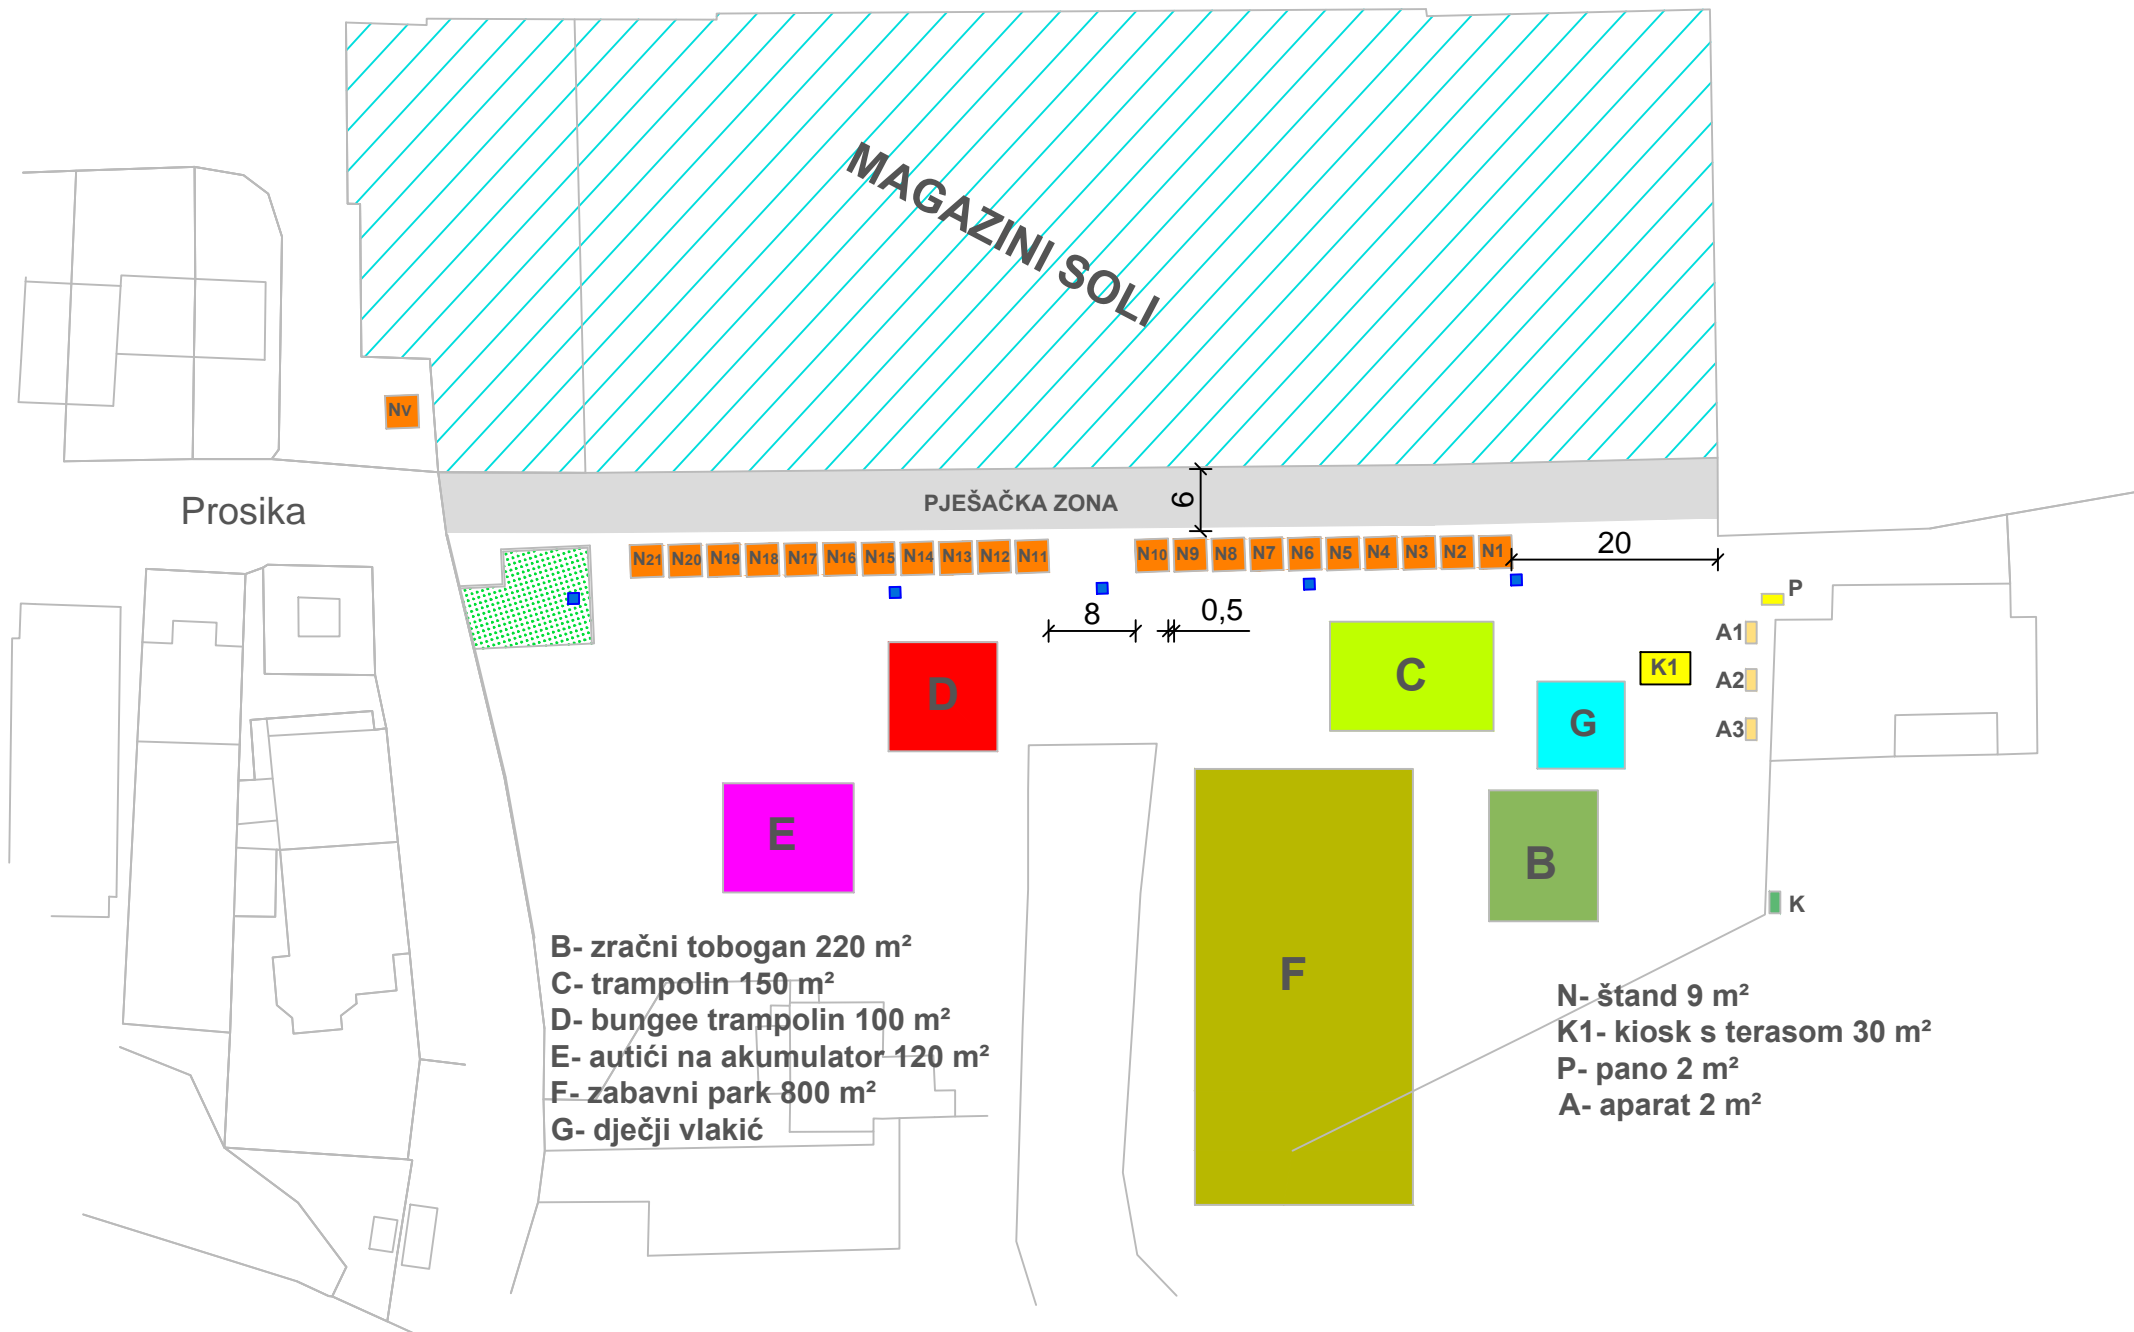 MAGAZINI SOLI
Nv
Prosika
PJEŠAČKA ZONA
6
N21 N20 N19 N18 N17 N16 N15 N14 N13 N12 N11 N10 N9 N8 N7 N6 N5 N4 N3 N2 N1
20
8
0,5
P
A1
A2
A3
K1
C
D
G
E
B
K
F
B- zračni tobogan 220 m²
C- trampolin 150 m²
D- bungee trampolin 100 m²
E- autići na akumulator 120 m²
F- zabavni park 800 m²
G- dječji vlakić
N- štand 9 m²
K1- kiosk s terasom 30 m²
P- pano 2 m²
A- aparat 2 m²